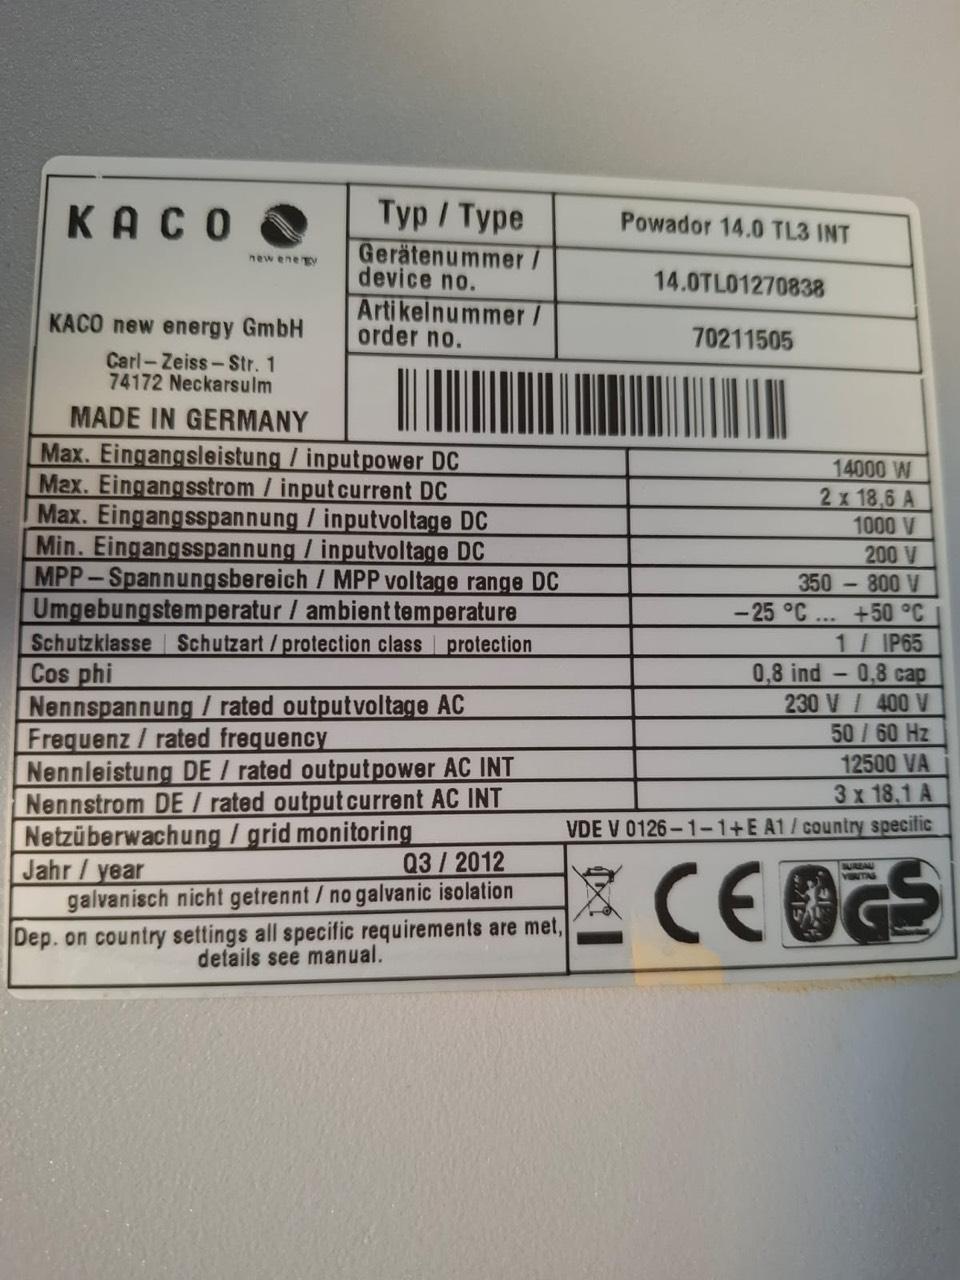 KACO
new energy
KACO new energy GmbH
Carl-Zeiss-Str. 1
74172 Neckarsulm
MADE IN GERMANY
Typ / Type Powador 14.0 TL3 INT
Gerätenummer / device no. 14.0TL01270838
Artikelnummer / order no. 70211505
Max. Eingangsleistung / inputpower DC 14000 W
Max. Eingangsstrom / inputcurrent DC 2 x 18,6 A
Max. Eingangsspannung / inputvoltage DC 1000 V
Min. Eingangsspannung / inputvoltage DC 200 V
MPP-Spannungsbereich / MPP voltage range DC 350 - 800 V
Umgebungstemperatur / ambient temperature -25 °C ... +50 °C
Schutzklasse | Schutzart / protection class | protection 1 / IP65
Cos phi 0,8 ind - 0,8 cap
Nennspannung / rated outputvoltage AC 230 V / 400 V
Frequenz / rated frequency 50 / 60 Hz
Nennleistung DE / rated outputpower AC INT 12500 VA
Nennstrom DE / rated outputcurrent AC INT 3 x 18,1 A
Netzüberwachung / grid monitoring VDE V 0126-1-1+E A1 / country specific
Jahr / year Q3 / 2012
galvanisch nicht getrennt / no galvanic isolation
Dep. on country settings all specific requirements are met,
details see manual.
CE
BUREAU
VERITAS
GS